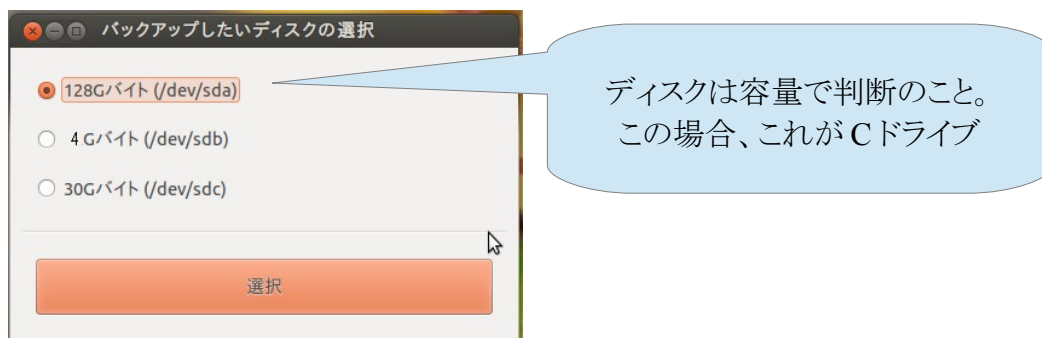 バックアップしたいディスクの選択
128Gバイト (/dev/sda)
4 Gバイト (/dev/sdb)
30Gバイト (/dev/sdc)
選択
ディスクは容量で判断のこと。
この場合、これが C ドライブ